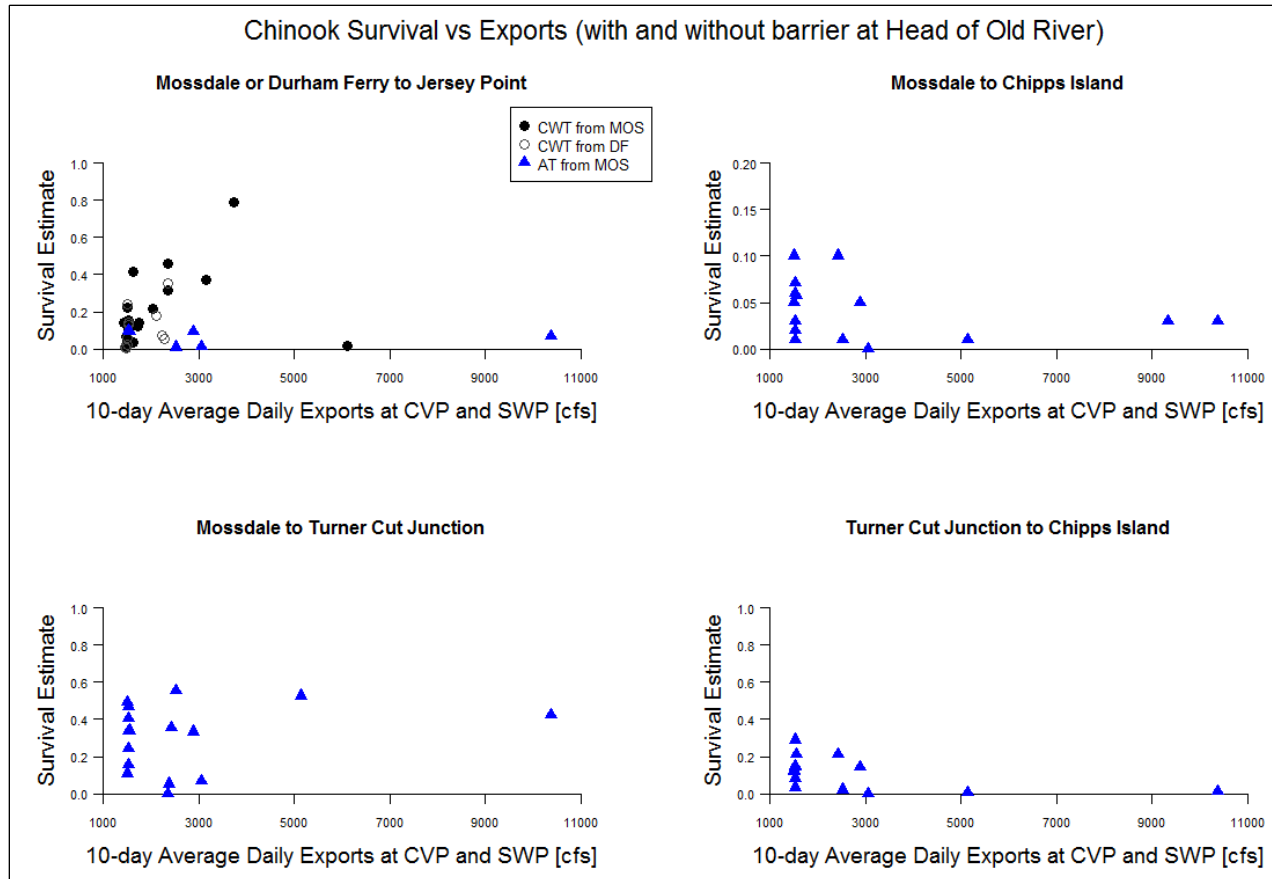 Chinook Survival vs Exports (with and without barrier at Head of Old River)
Mossdale or Durham Ferry to Jersey Point
CWT from MOS
CWT from DF
AT from MOS
Survival Estimate
1.0
0.8
0.6
0.4
0.2
0.0
1000 3000 5000 7000 9000 11000
10-day Average Daily Exports at CVP and SWP [cfs]
Mossdale to Chipps Island
Survival Estimate
0.20
0.15
0.10
0.05
0.00
1000 3000 5000 7000 9000 11000
10-day Average Daily Exports at CVP and SWP [cfs]
Mossdale to Turner Cut Junction
Survival Estimate
1.0
0.8
0.6
0.4
0.2
0.0
1000 3000 5000 7000 9000 11000
10-day Average Daily Exports at CVP and SWP [cfs]
Turner Cut Junction to Chipps Island
Survival Estimate
1.0
0.8
0.6
0.4
0.2
0.0
1000 3000 5000 7000 9000 11000
10-day Average Daily Exports at CVP and SWP [cfs]